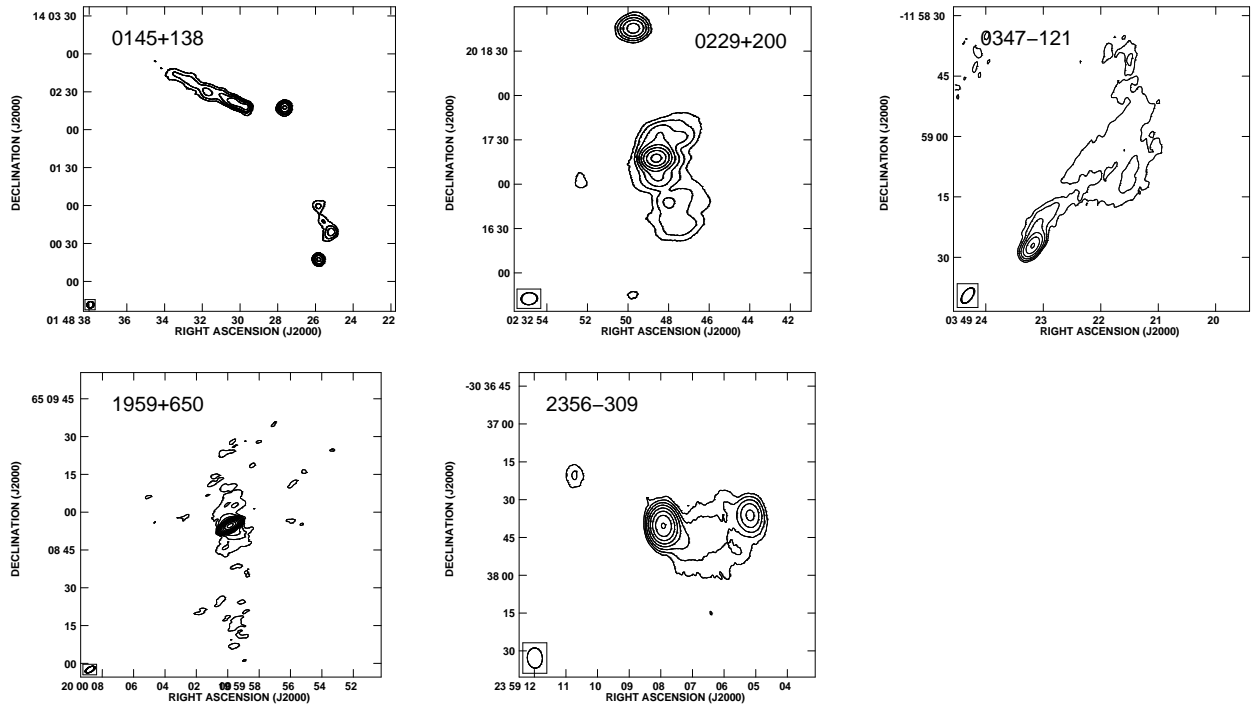 0145+138
DECLINATION (J2000)
14 03 30
00
02 30
00
01 30
00
00 30
00
01 48 38 36 34 32 30 28 26 24 22
RIGHT ASCENSION (J2000)
0229+200
DECLINATION (J2000)
20 18 30
00
17 30
00
16 30
00
02 32 54 52 50 48 46 44 42
RIGHT ASCENSION (J2000)
0347−121
DECLINATION (J2000)
-11 58 30
45
59 00
15
30
03 49 24 23 22 21 20
RIGHT ASCENSION (J2000)
1959+650
DECLINATION (J2000)
65 09 45
30
15
00
08 45
30
15
00
20 00 08 06 04 02 00 19 59 58 56 54 52
RIGHT ASCENSION (J2000)
2356−309
DECLINATION (J2000)
-30 36 45
37 00
15
30
45
38 00
15
30
23 59 12 11 10 09 08 07 06 05 04
RIGHT ASCENSION (J2000)